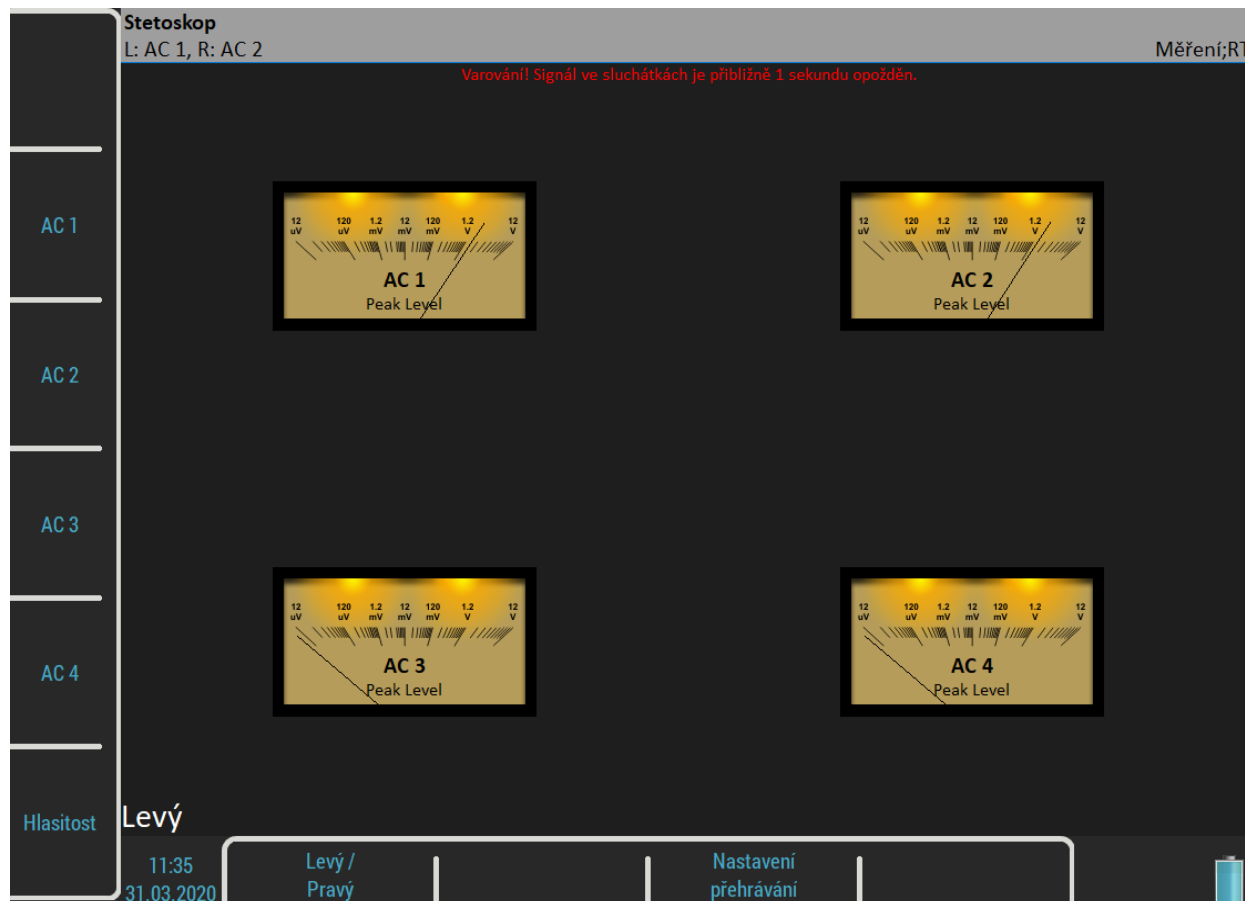 Stetoskop
L: AC 1, R: AC 2
Měření;RT
Varování! Signál ve sluchátkách je přibližně 1 sekundu opožděn.
AC 1
AC 2
AC 3
AC 4
Hlasitost
12 120 1.2 12 120 1.2 12
uV uV mV mV mV V V
AC 1
Peak Level
12 120 1.2 12 120 1.2 12
uV uV mV mV mV V V
AC 2
Peak Level
12 120 1.2 12 120 1.2 12
uV uV mV mV mV V V
AC 3
Peak Level
12 120 1.2 12 120 1.2 12
uV uV mV mV mV V V
AC 4
Peak Level
Levý
11:35
31.03.2020
Levý /
Pravý
Nastavení
přehrávání